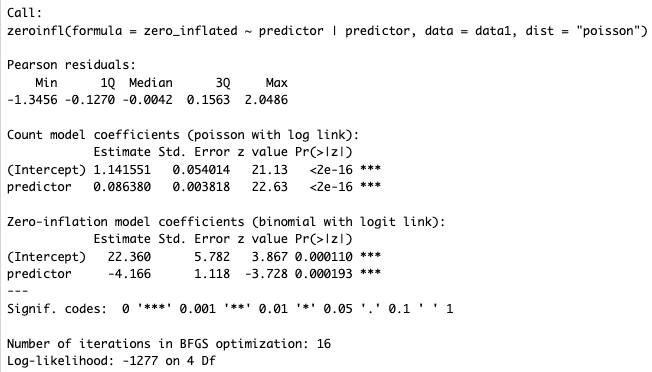 Call:
zeroinfl(formula = zero_inflated ~ predictor | predictor, data = data1, dist = "poisson")

Pearson residuals:
    Min      1Q  Median      3Q     Max
-1.3456 -0.1270 -0.0042  0.1563  2.0486

Count model coefficients (poisson with log link):
            Estimate Std. Error z value Pr(>|z|)
(Intercept) 1.141551   0.054014   21.13   <2e-16 ***
predictor   0.086380   0.003818   22.63   <2e-16 ***

Zero-inflation model coefficients (binomial with logit link):
            Estimate Std. Error z value Pr(>|z|)
(Intercept)   22.360      5.782   3.867 0.000110 ***
predictor     -4.166      1.118  -3.728 0.000193 ***
---
Signif. codes:  0 '***' 0.001 '**' 0.01 '*' 0.05 '.' 0.1 ' ' 1

Number of iterations in BFGS optimization: 16
Log-likelihood: -1277 on 4 Df